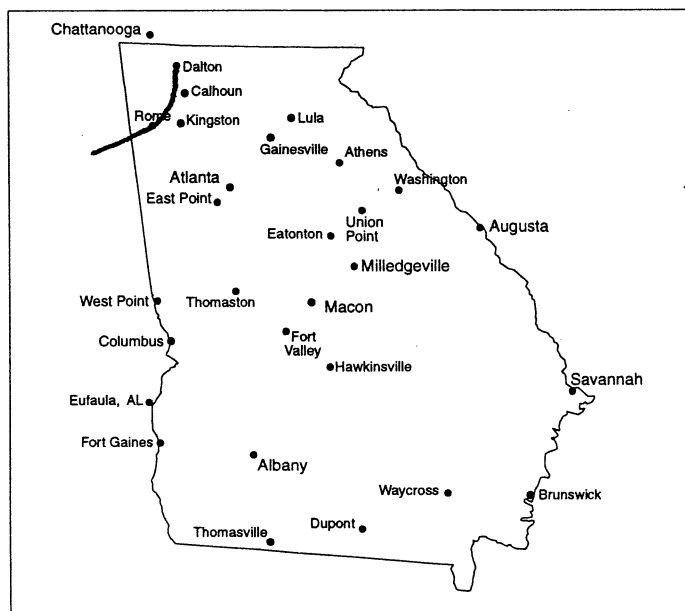 Chattanooga
Dalton
Calhoun
Rome
Kingston
Lula
Gainesville
Athens
Atlanta
Washington
East Point
Union
Point
Augusta
Eatonton
Milledgeville
West Point
Thomaston
Macon
Columbus
Fort
Valley
Hawkinsville
Savannah
Eufaula, AL
Fort Gaines
Albany
Waycross
Brunswick
Dupont
Thomasville